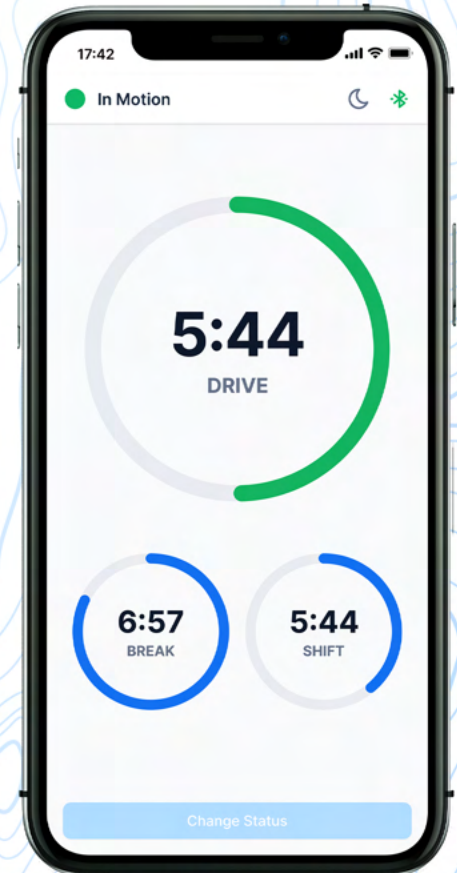 17:42
In Motion
5:44
DRIVE
6:57
BREAK
5:44
SHIFT
Change Status